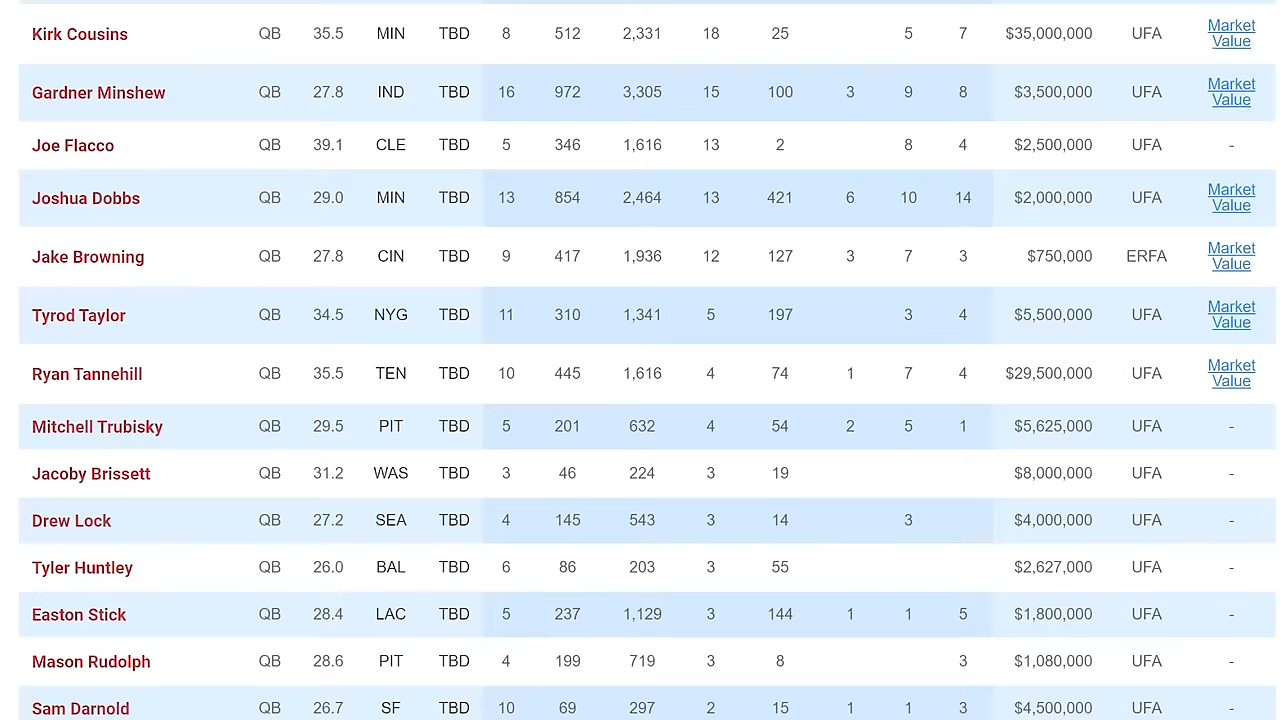 Kirk Cousins QB 35.5 MIN TBD 8 512 2,331 18 25 5 7 $35,000,000 UFA Market Value
Gardner Minshew QB 27.8 IND TBD 16 972 3,305 15 100 3 9 8 $3,500,000 UFA Market Value
Joe Flacco QB 39.1 CLE TBD 5 346 1,616 13 2 8 4 $2,500,000 UFA -
Joshua Dobbs QB 29.0 MIN TBD 13 854 2,464 13 421 6 10 14 $2,000,000 UFA Market Value
Jake Browning QB 27.8 CIN TBD 9 417 1,936 12 127 3 7 3 $750,000 ERFA Market Value
Tyrod Taylor QB 34.5 NYG TBD 11 310 1,341 5 197 3 4 $5,500,000 UFA Market Value
Ryan Tannehill QB 35.5 TEN TBD 10 445 1,616 4 74 1 7 4 $29,500,000 UFA Market Value
Mitchell Trubisky QB 29.5 PIT TBD 5 201 632 4 54 2 5 1 $5,625,000 UFA -
Jacoby Brissett QB 31.2 WAS TBD 3 46 224 3 19 $8,000,000 UFA -
Drew Lock QB 27.2 SEA TBD 4 145 543 3 14 3 $4,000,000 UFA -
Tyler Huntley QB 26.0 BAL TBD 6 86 203 3 55 $2,627,000 UFA -
Easton Stick QB 28.4 LAC TBD 5 237 1,129 3 144 1 1 5 $1,800,000 UFA -
Mason Rudolph QB 28.6 PIT TBD 4 199 719 3 8 3 $1,080,000 UFA -
Sam Darnold QB 26.7 SF TBD 10 69 297 2 15 1 1 3 $4,500,000 UFA -